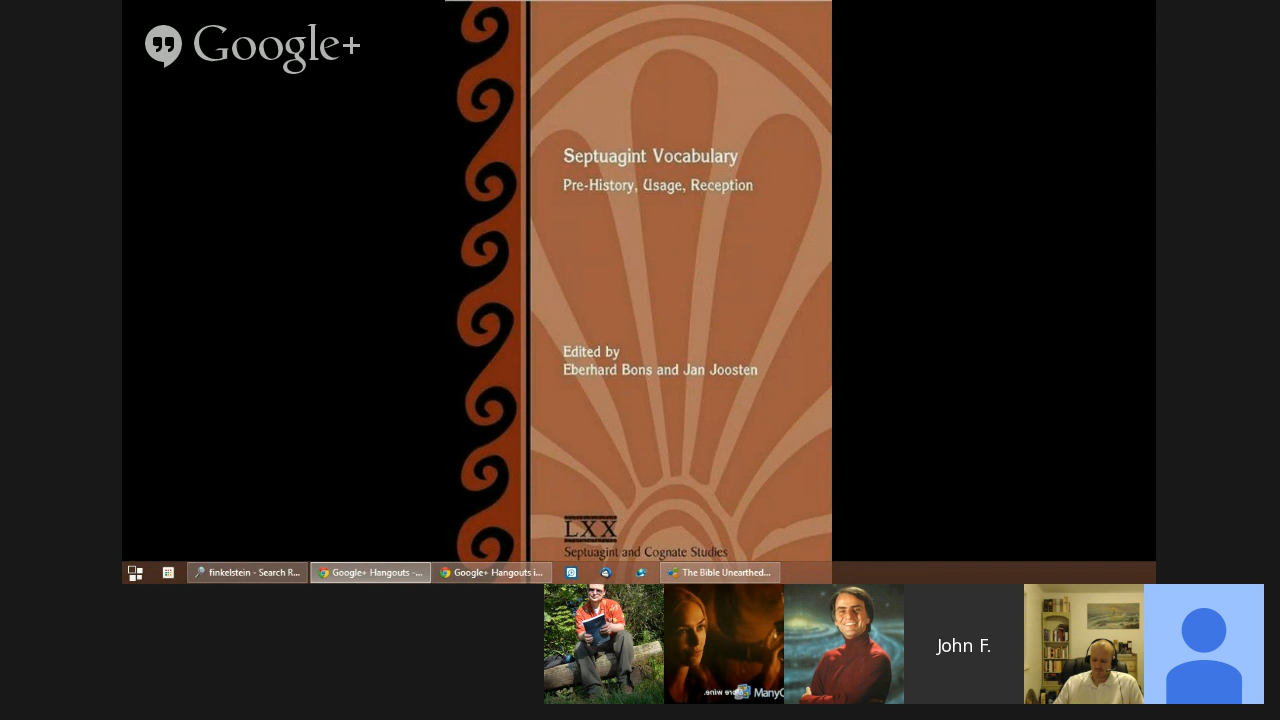 Google+
Septuagint Vocabulary
Pre-History, Usage, Reception
Edited by
Eberhard Bons and Jan Joosten
LXX
Septuagint and Cognate Studies
finkelstein - Search R...
Google+ Hangouts -...
Google+ Hangouts i...
The Bible Unearthed...
John F.